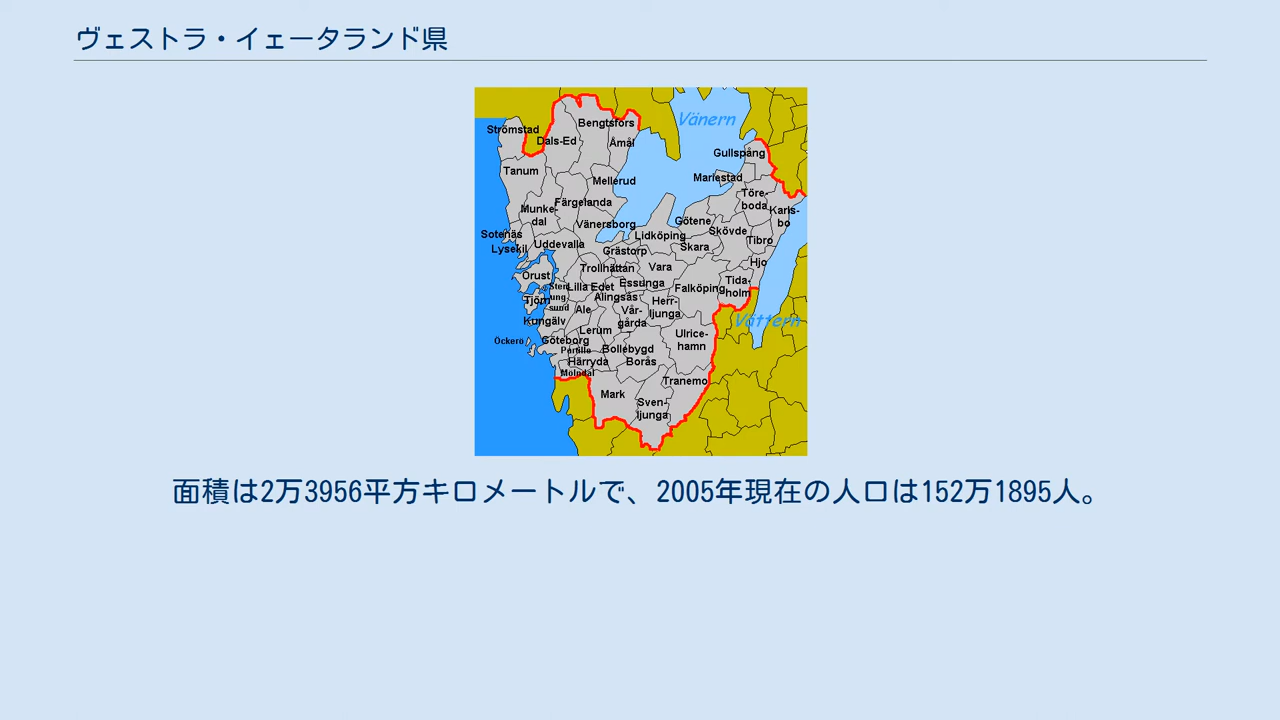 ヴェストラ・イェータランド県
Vänern
Strömstad
Bengtsfors
Dals-Ed
Åmål
Gullspång
Tanum
Mellerud
Mariestad
Töre-
boda
Karls-
bo
Färgelanda
Munke-
dal
Vänersborg
Götene
Skövde
Sotenäs
Lidköping
Tibro
Lysekil
Uddevalla
Grästorp
Skara
Hjo
Orust
Trollhättan
Vara
Essunga
Falköping
Tida-
holm
Sten
ung-
sund
Lilla Edet
Alingsås
Tjörn
Ale
Vår-
gårda
Herr-
ljunga
Kungälv
Vättern
Lerum
Ulrice-
hamn
Öckerö
Göteborg
Partille
Bollebygd
Härryda
Borås
Mölndal
Tranemo
Mark
Sven-
ljunga
面積は2万3956平方キロメートルで、2005年現在の人口は152万1895人。